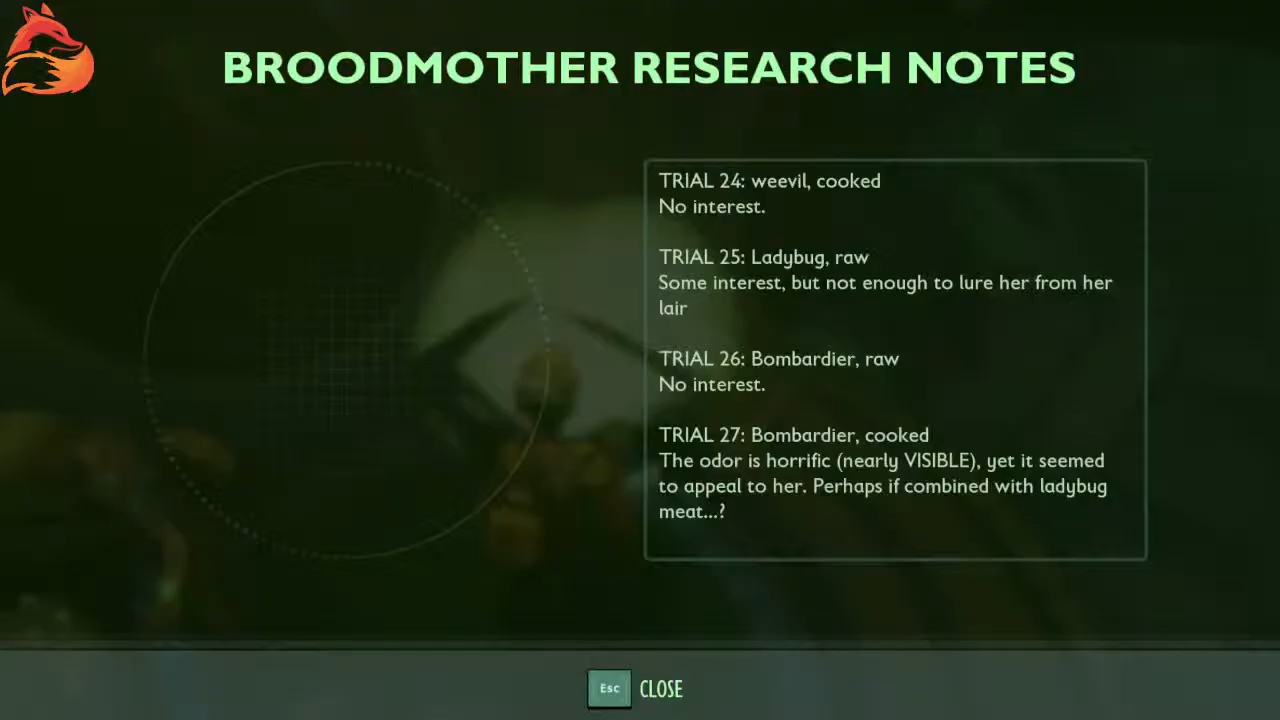 BROODMOTHER RESEARCH NOTES
TRIAL 24: weevil, cooked
No interest.
TRIAL 25: Ladybug, raw
Some interest, but not enough to lure her from her
lair
TRIAL 26: Bombardier, raw
No interest.
TRIAL 27: Bombardier, cooked
The odor is horrific (nearly VISIBLE), yet it seemed
to appeal to her. Perhaps if combined with ladybug
meat...?
Esc CLOSE